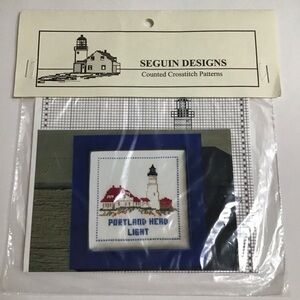 SEGUIN DESIGNS
Counted Crosstitch Patterns
PORTLAND HEAD
LIGHT